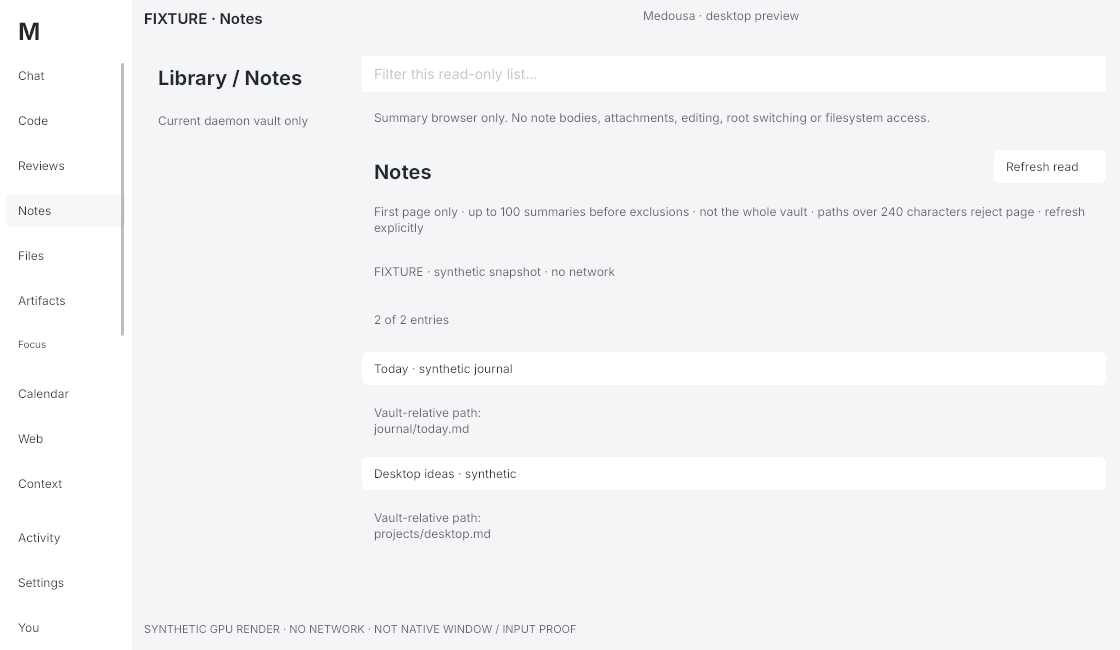 M
Chat
Code
Reviews
Notes
Files
Artifacts
Focus
Calendar
Web
Context
Activity
Settings
You
FIXTURE · Notes
Medousa · desktop preview
Library / Notes
Current daemon vault only
Filter this read-only list...
Summary browser only. No note bodies, attachments, editing, root switching or filesystem access.
Notes
Refresh read
First page only · up to 100 summaries before exclusions · not the whole vault · paths over 240 characters reject page · refresh
explicitly
FIXTURE · synthetic snapshot · no network
2 of 2 entries
Today · synthetic journal
Vault-relative path:
journal/today.md
Desktop ideas · synthetic
Vault-relative path:
projects/desktop.md
SYNTHETIC GPU RENDER · NO NETWORK · NOT NATIVE WINDOW / INPUT PROOF